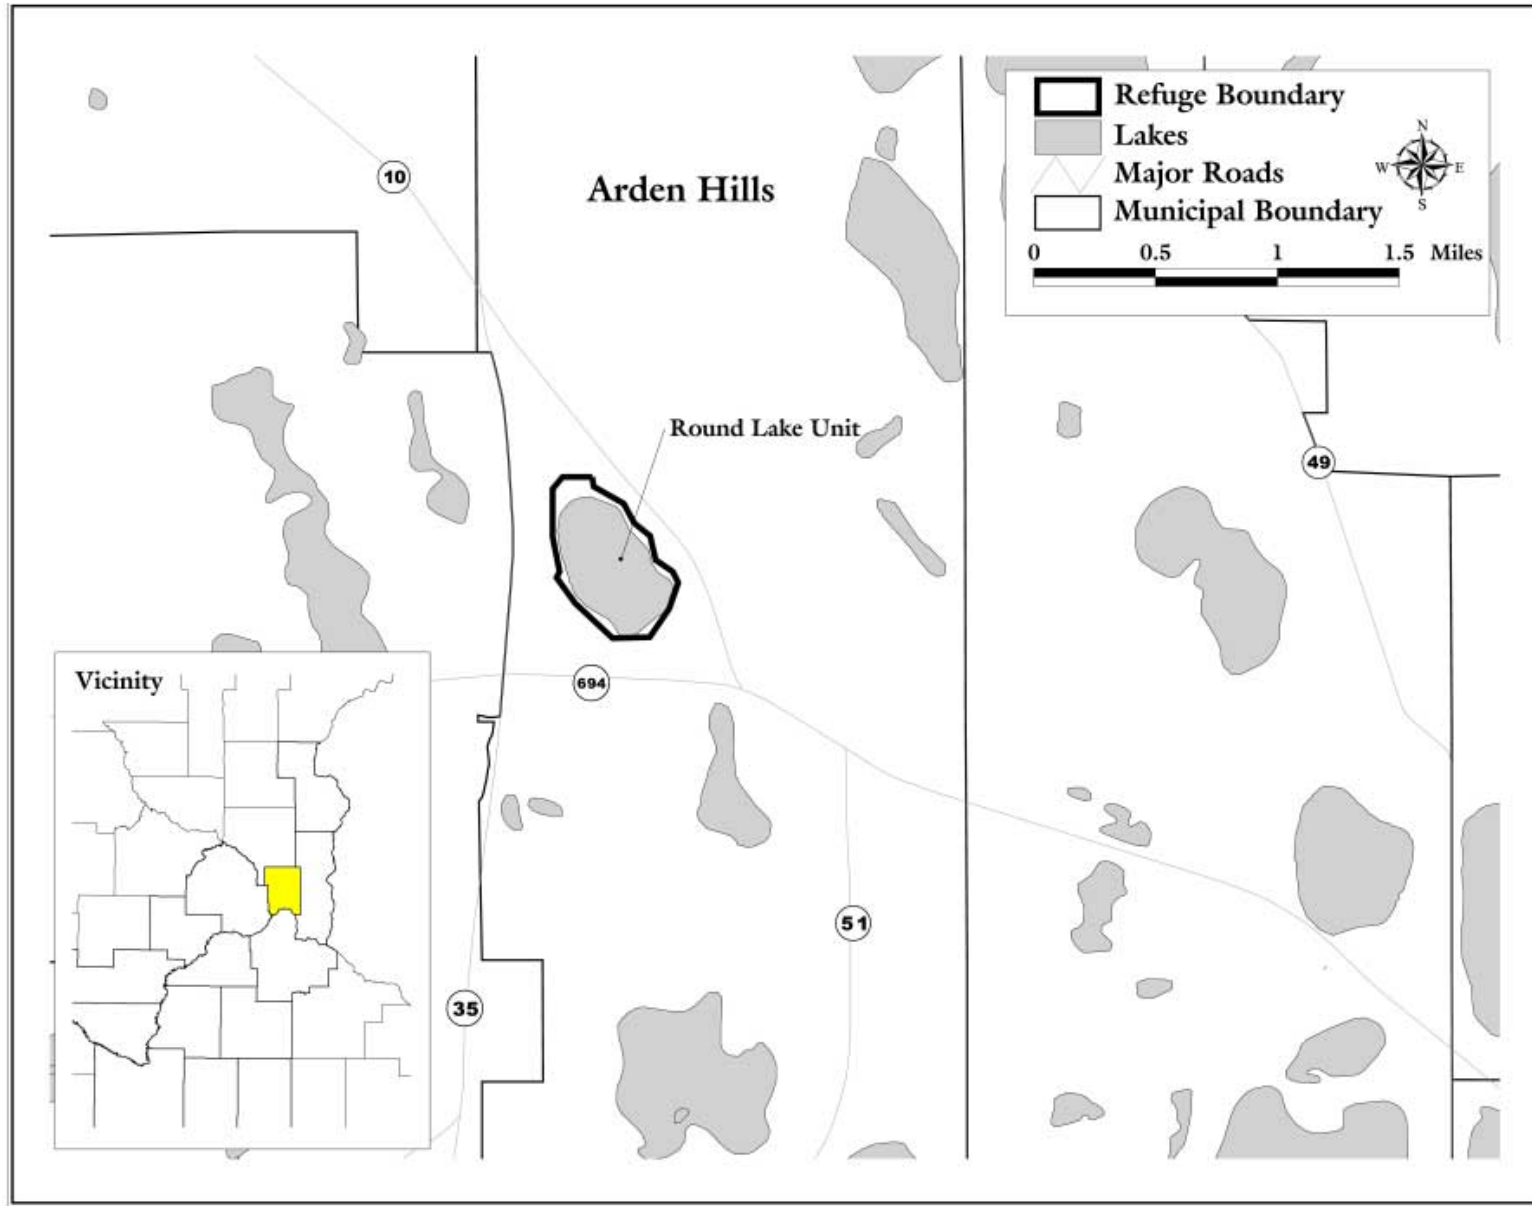 Refuge Boundary
Lakes
Major Roads
Municipal Boundary
N
W E
S
0 0.5 1 1.5 Miles
10
Arden Hills
Round Lake Unit
49
694
Vicinity
51
35